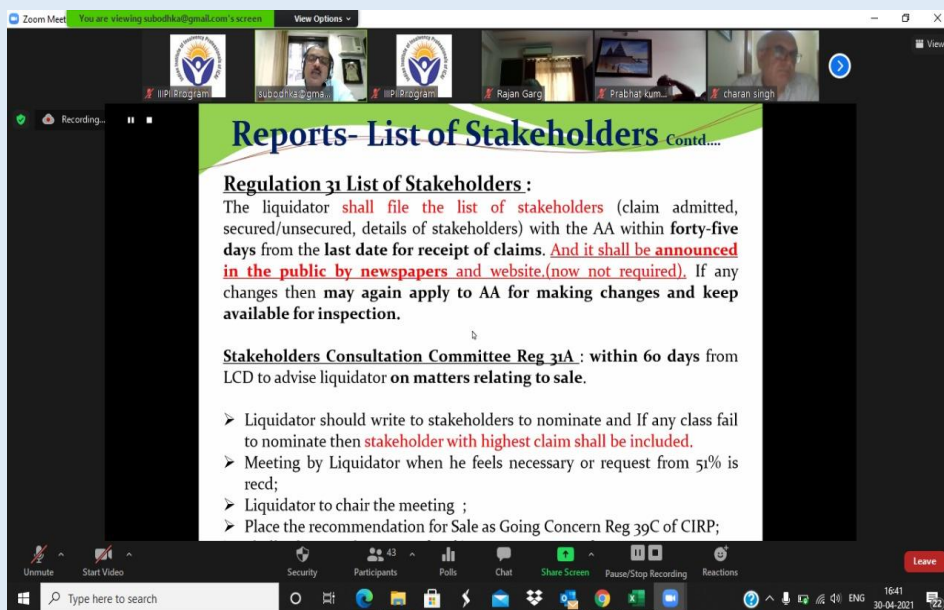 Zoom Meet
You are viewing subodhka@gmail.com's screen
View Options
View
IIIPI Program
subodhka@gma...
IIIPI Program
Rajan Garg
Prabhat kum...
charan singh
Recording...
Reports- List of Stakeholders Contd....
Regulation 31 List of Stakeholders :
The liquidator shall file the list of stakeholders (claim admitted,
secured/unsecured, details of stakeholders) with the AA within forty-five
days from the last date for receipt of claims. And it shall be announced
in the public by newspapers and website.(now not required). If any
changes then may again apply to AA for making changes and keep
available for inspection.
Stakeholders Consultation Committee Reg 31A : within 60 days from
LCD to advise liquidator on matters relating to sale.
➢ Liquidator should write to stakeholders to nominate and If any class fail
to nominate then stakeholder with highest claim shall be included.
➢ Meeting by Liquidator when he feels necessary or request from 51% is
recd;
➢ Liquidator to chair the meeting ;
➢ Place the recommendation for Sale as Going Concern Reg 39C of CIRP;
Unmute
Start Video
Security
Participants
43
Polls
Chat
Share Screen
Pause/Stop Recording
Reactions
Leave
Type here to search
ENG
16:41
30-04-2021